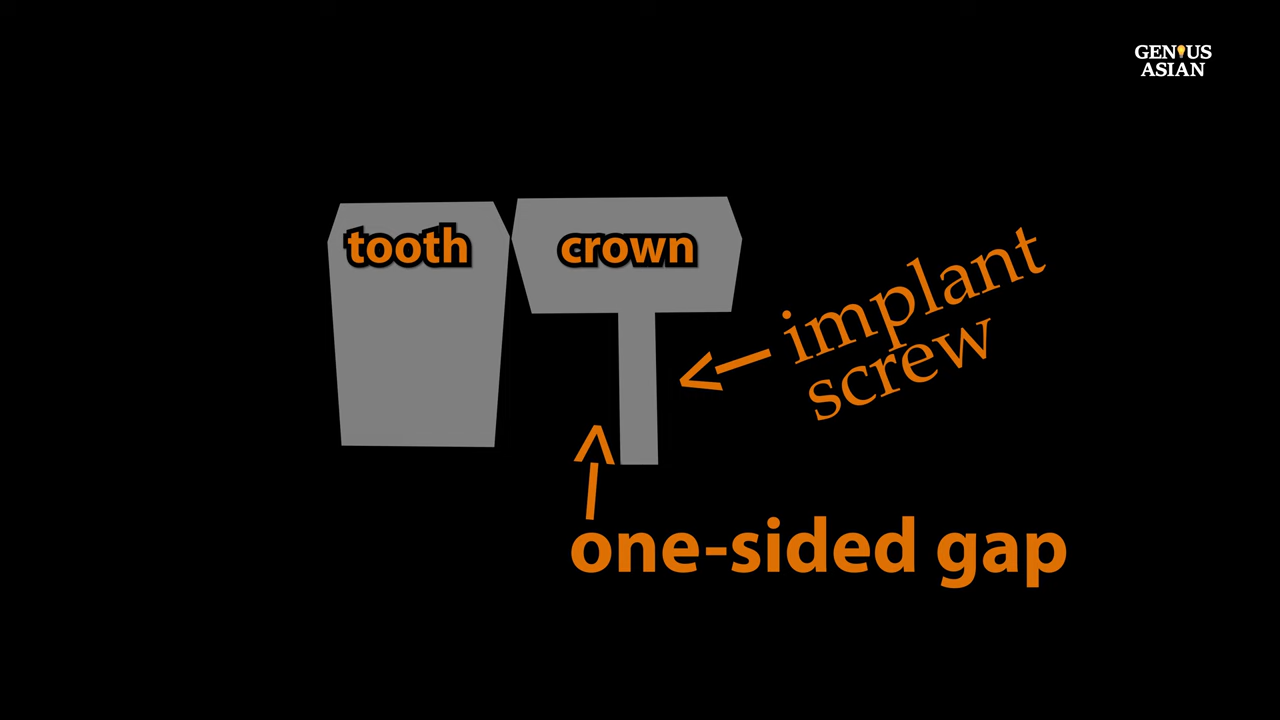 GENIUS
ASIAN
tooth
crown
implant
screw
one-sided gap